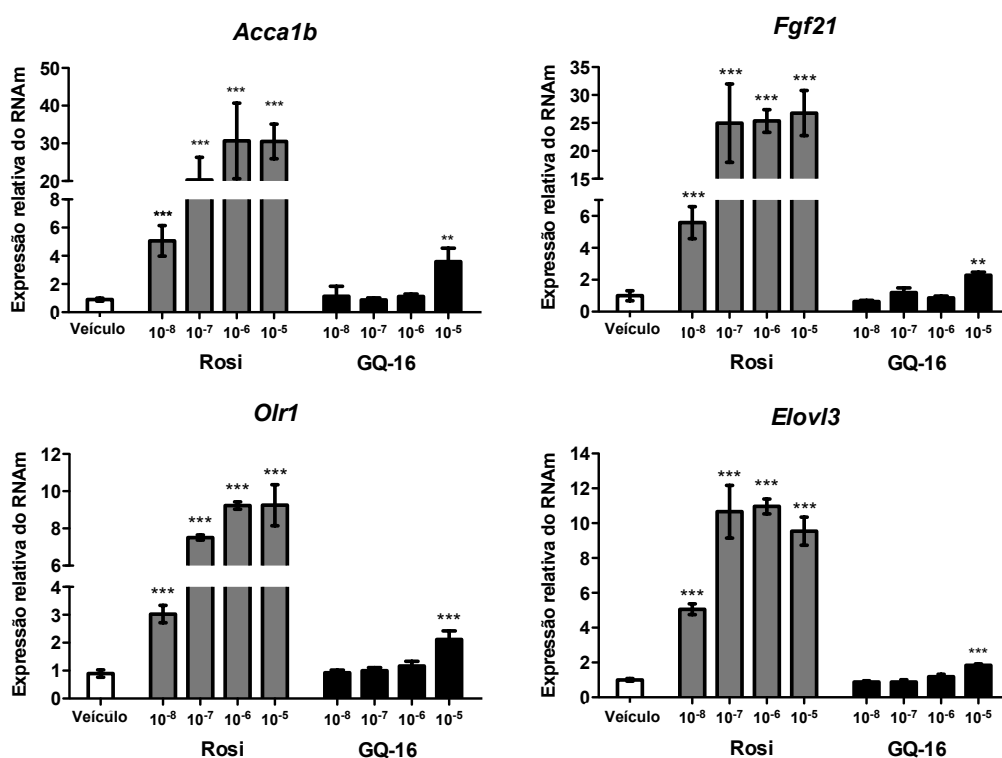 Acca1b
Expressão relativa do RNAm
50
40
30
20
8
6
4
2
0
***
***
***
***
**
Veículo
10⁻⁸ 10⁻⁷ 10⁻⁶ 10⁻⁵
10⁻⁸ 10⁻⁷ 10⁻⁶ 10⁻⁵
Rosi
GQ-16
Fgf21
Expressão relativa do RNAm
35
30
25
20
15
6
4
2
0
***
***
***
***
**
Veículo
10⁻⁸ 10⁻⁷ 10⁻⁶ 10⁻⁵
10⁻⁸ 10⁻⁷ 10⁻⁶ 10⁻⁵
Rosi
GQ-16
Olr1
Expressão relativa do RNAm
12
10
8
6
4
3
2
1
0
***
***
***
***
***
Veículo
10⁻⁸ 10⁻⁷ 10⁻⁶ 10⁻⁵
10⁻⁸ 10⁻⁷ 10⁻⁶ 10⁻⁵
Rosi
GQ-16
Elovl3
Expressão relativa do RNAm
14
12
10
8
6
4
2
0
***
***
***
***
***
Veículo
10⁻⁸ 10⁻⁷ 10⁻⁶ 10⁻⁵
10⁻⁸ 10⁻⁷ 10⁻⁶ 10⁻⁵
Rosi
GQ-16